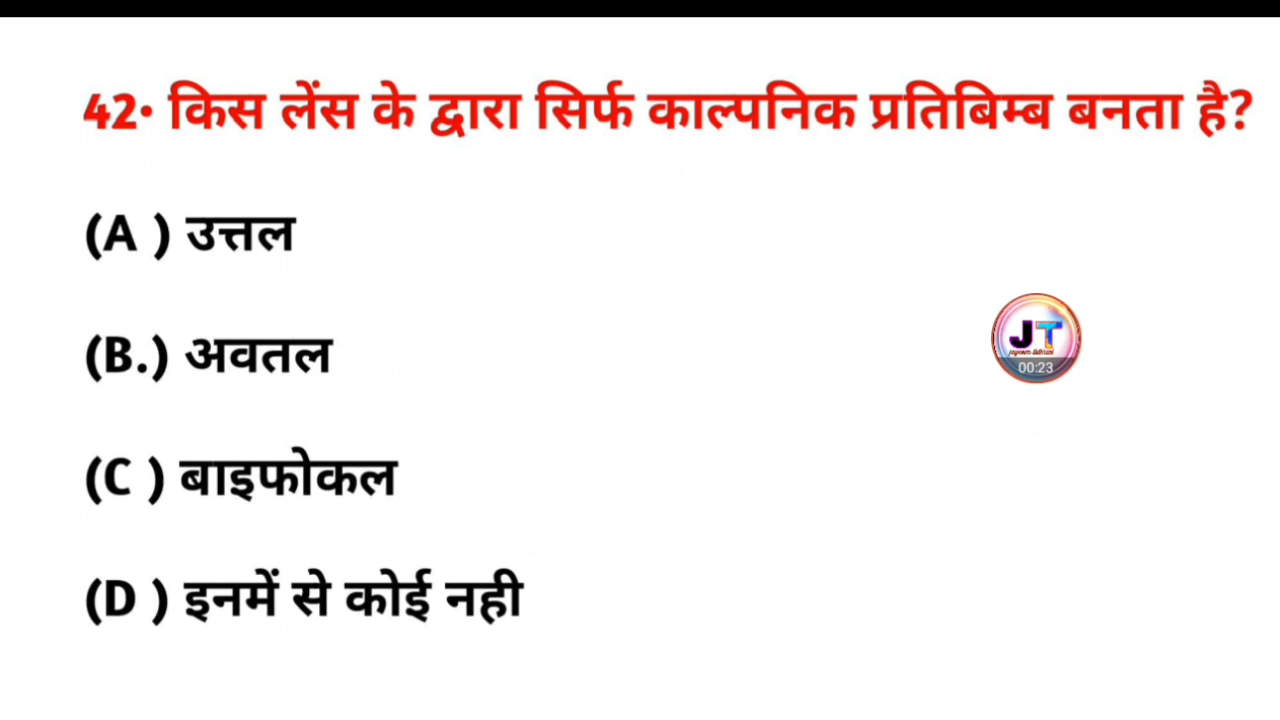 42• किस लेंस के द्वारा सिर्फ काल्पनिक प्रतिबिम्ब बनता है?
(A ) उत्तल
(B.) अवतल
JT
00:23
(C ) बाइफोकल
(D ) इनमें से कोई नही